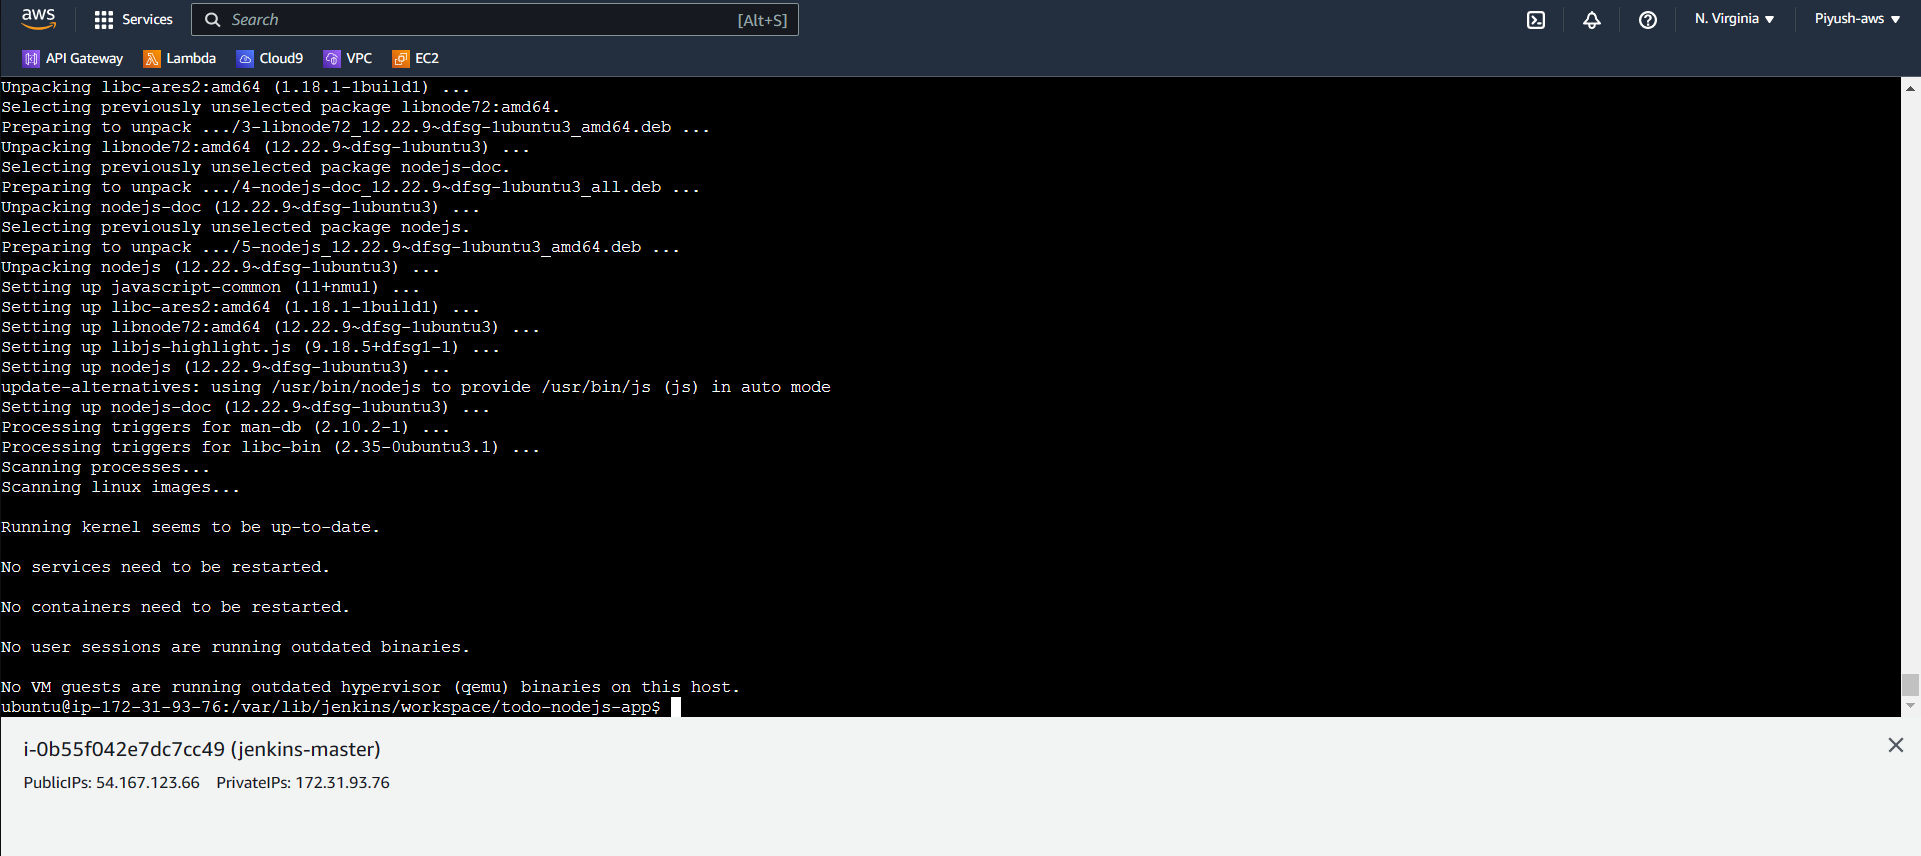 aws
Services
Search
[Alt+S]
N. Virginia
Piyush-aws
API Gateway
Lambda
Cloud9
VPC
EC2
Unpacking libc-ares2:amd64 (1.18.1-1build1) ...
Selecting previously unselected package libnode72:amd64.
Preparing to unpack .../3-libnode72_12.22.9~dfsg-1ubuntu3_amd64.deb ...
Unpacking libnode72:amd64 (12.22.9~dfsg-1ubuntu3) ...
Selecting previously unselected package nodejs-doc.
Preparing to unpack .../4-nodejs-doc_12.22.9~dfsg-1ubuntu3_all.deb ...
Unpacking nodejs-doc (12.22.9~dfsg-1ubuntu3) ...
Selecting previously unselected package nodejs.
Preparing to unpack .../5-nodejs_12.22.9~dfsg-1ubuntu3_amd64.deb ...
Unpacking nodejs (12.22.9~dfsg-1ubuntu3) ...
Setting up javascript-common (11+nmu1) ...
Setting up libc-ares2:amd64 (1.18.1-1build1) ...
Setting up libnode72:amd64 (12.22.9~dfsg-1ubuntu3) ...
Setting up libjs-highlight.js (9.18.5+dfsg1-1) ...
Setting up nodejs (12.22.9~dfsg-1ubuntu3) ...
update-alternatives: using /usr/bin/nodejs to provide /usr/bin/js (js) in auto mode
Setting up nodejs-doc (12.22.9~dfsg-1ubuntu3) ...
Processing triggers for man-db (2.10.2-1) ...
Processing triggers for libc-bin (2.35-0ubuntu3.1) ...
Scanning processes...
Scanning linux images...
Running kernel seems to be up-to-date.
No services need to be restarted.
No containers need to be restarted.
No user sessions are running outdated binaries.
No VM guests are running outdated hypervisor (qemu) binaries on this host.
ubuntu@ip-172-31-93-76:/var/lib/jenkins/workspace/todo-nodejs-app$
i-0b55f042e7dc7cc49 (jenkins-master)
PublicIPs: 54.167.123.66 PrivateIPs: 172.31.93.76